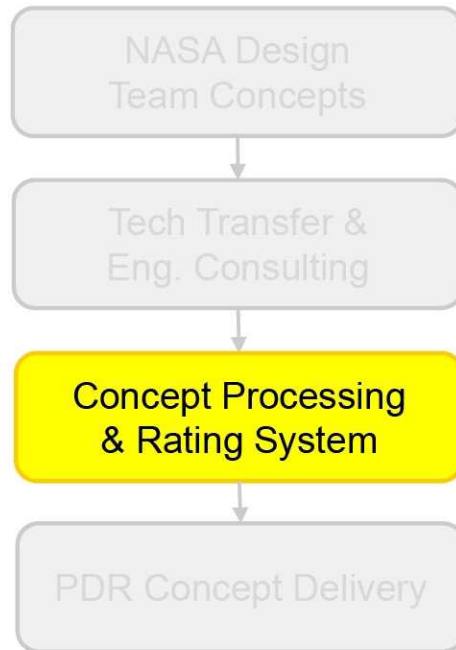 NASA Design
Team Concepts
Tech Transfer &
Eng. Consulting
Concept Processing
& Rating System
PDR Concept Delivery